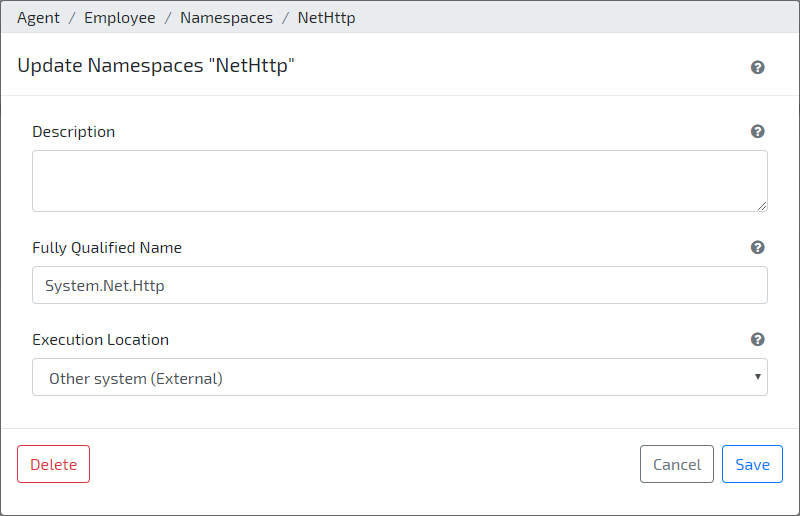 Agent / Employee / Namespaces / NetHttp
Update Namespaces "NetHttp"
Description
Fully Qualified Name
System.Net.Http
Execution Location
Other system (External)
Delete
Cancel
Save